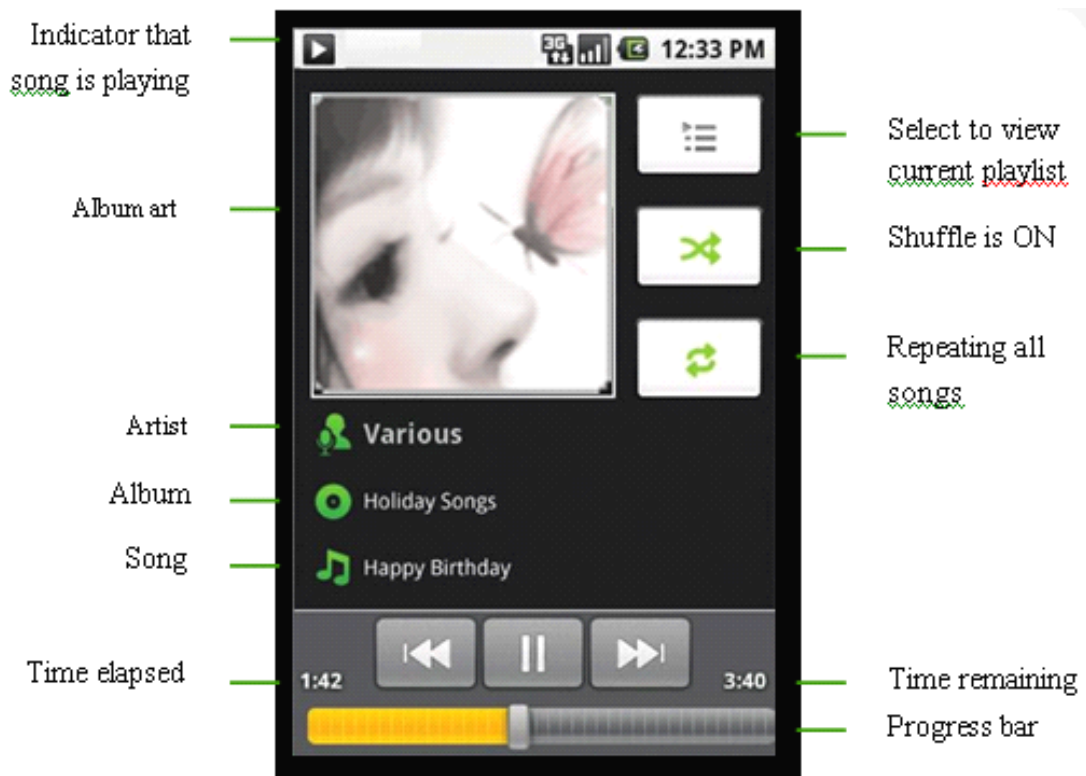 Indicator that
song is playing
3G 12:33 PM
Select to view
current playlist
Album art
Shuffle is ON
Repeating all
songs
Artist
Various
Album
Holiday Songs
Song
Happy Birthday
Time elapsed
1:42
3:40
Time remaining
Progress bar